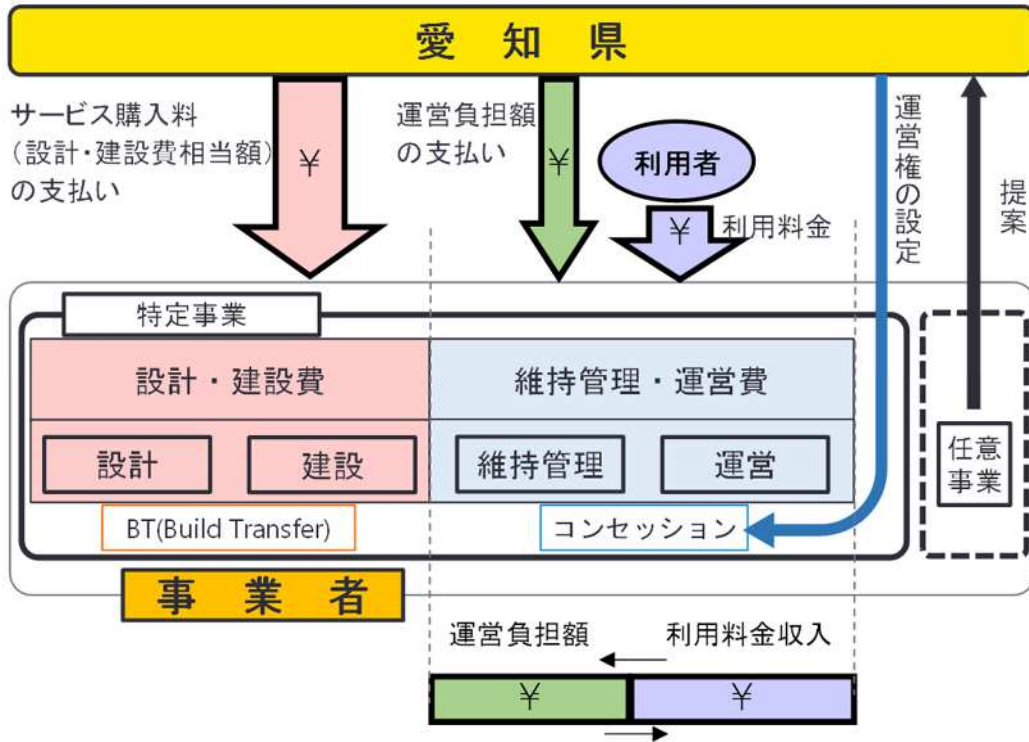 愛 知 県
サービス購入料
（設計・建設費相当額）
の支払い
¥
運営負担額
の支払い
¥
利用者
¥
利用料金
運営権の設定
提案
特定事業
設計・建設費
維持管理・運営費
設計
建設
維持管理
運営
任意
事業
BT(Build Transfer)
コンセッション
事 業 者
運営負担額
利用料金収入
¥
¥